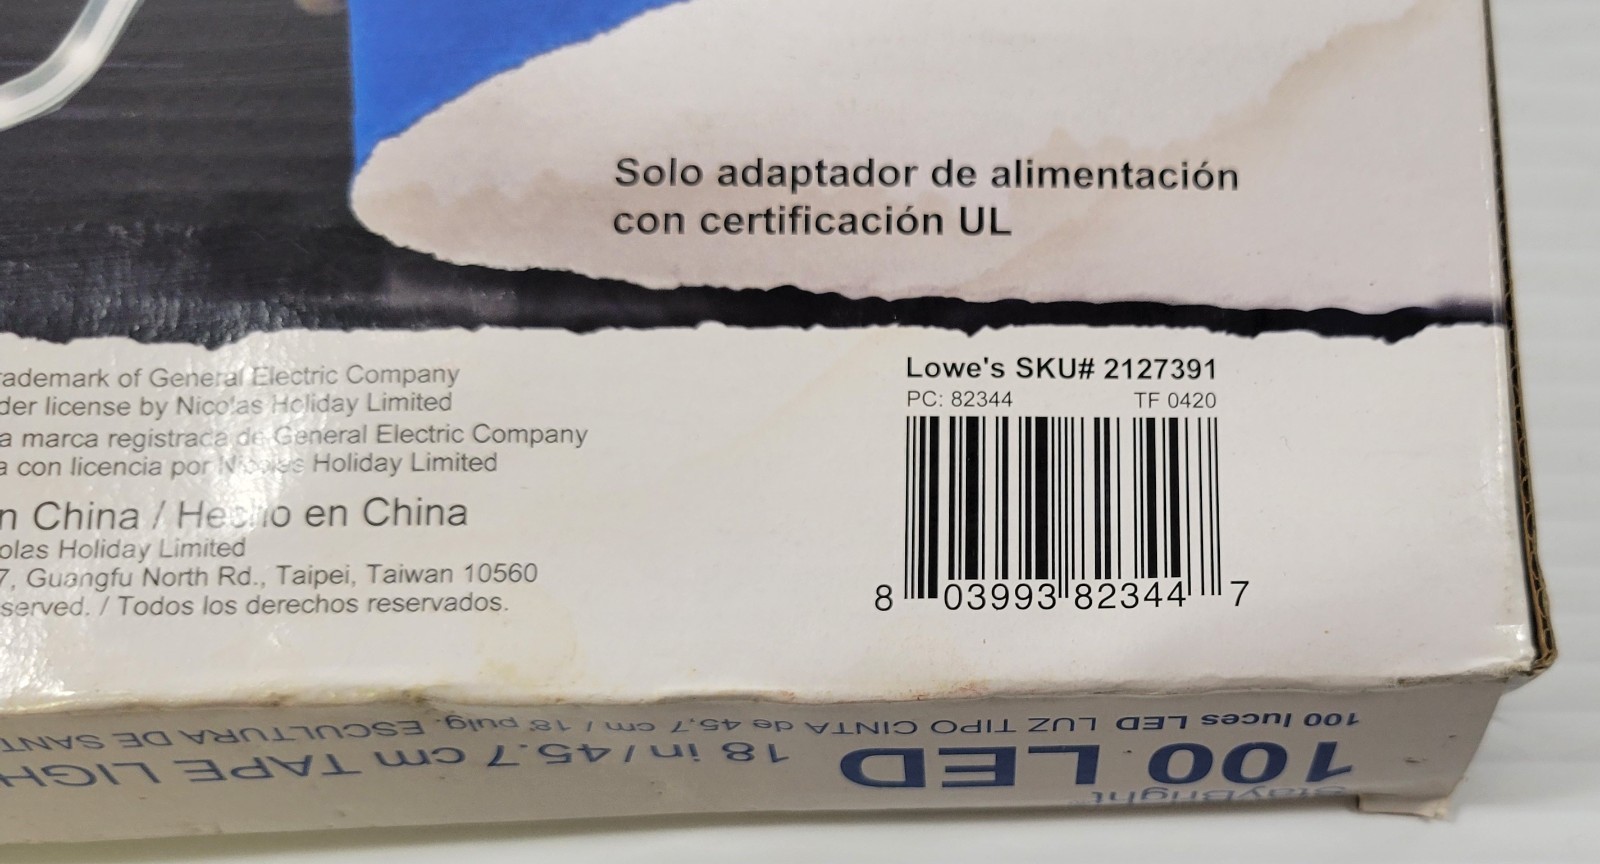 Solo adaptador de alimentación
con certificación UL
ademark of General Electric Company
der license by Nicolas Holiday Limited
a marca registrada de General Electric Company
a con licencia por Nicolas Holiday Limited
n China / Hecho en China
olas Holiday Limited
7, Guangfu North Rd., Taipei, Taiwan 10560
served. / Todos los derechos reservados.
Lowe's SKU# 2127391
PC: 82344 TF 0420
8 03993 82344 7
StayBright®
100 LED 18 in / 45.7 cm TAPE LIGH
100 luces LED LUZ TIPO CINTA de 45,7 cm / 18 pulg. ESCULTURA DE SANT